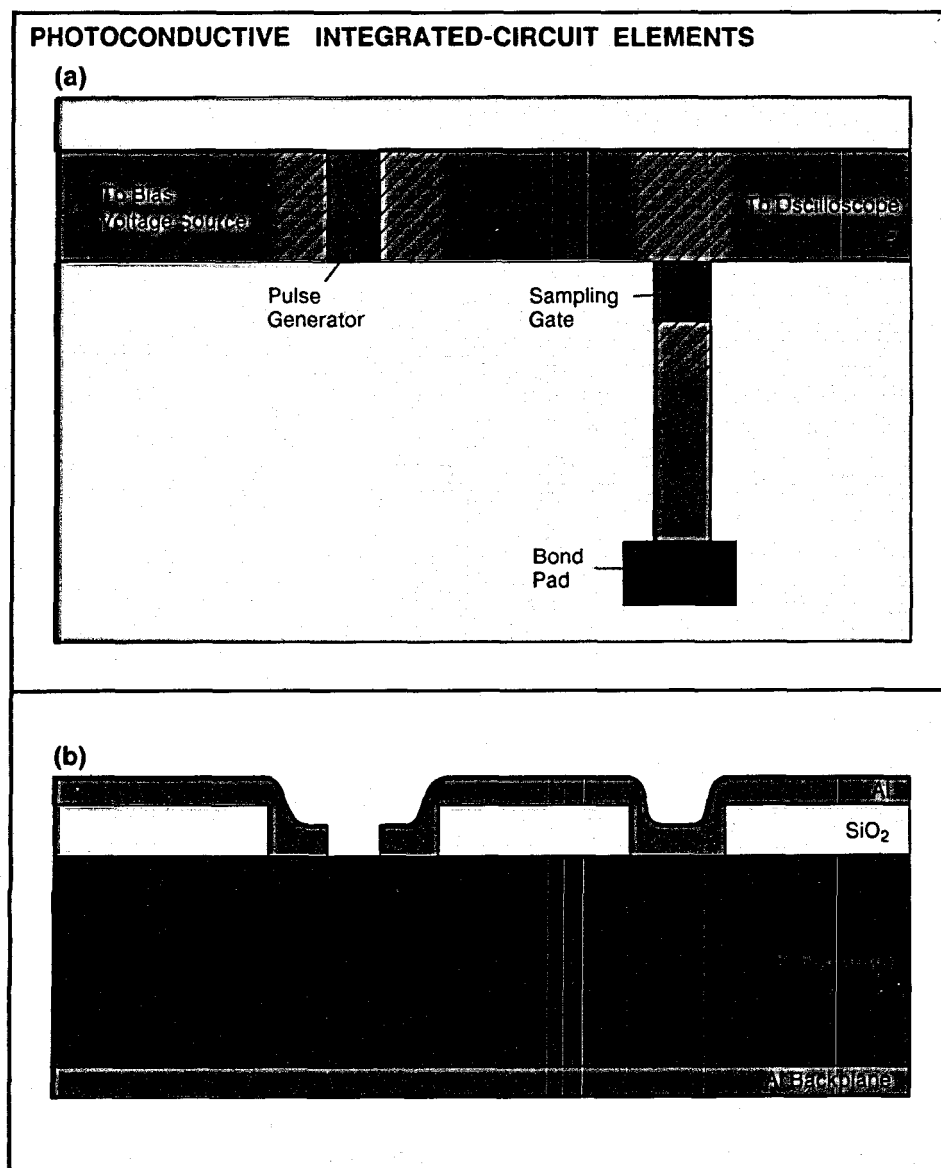 PHOTOCONDUCTIVE INTEGRATED-CIRCUIT ELEMENTS
(a)
To Bias
Voltage Source
To Oscilloscope
Pulse
Generator
Sampling
Gate
Bond
Pad
(b)
Al
SiO₂
Al Backplane